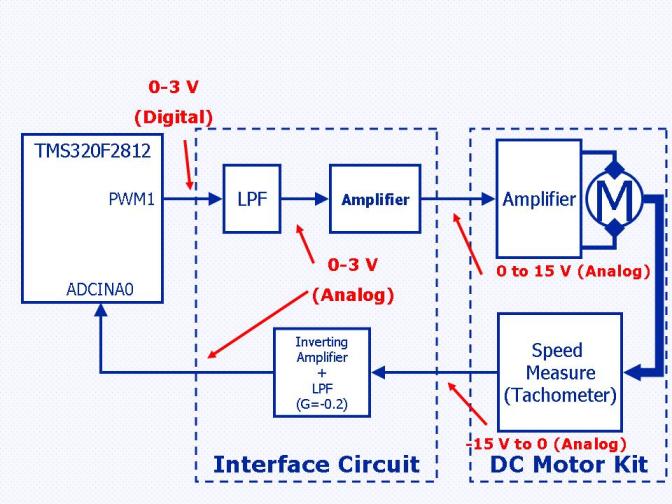 0-3 V
(Digital)
TMS320F2812
PWM1
LPF
Amplifier
Amplifier
M
0-3 V
(Analog)
0 to 15 V (Analog)
ADCINA0
Inverting
Amplifier
+
LPF
(G=-0.2)
Speed
Measure
(Tachometer)
-15 V to 0 (Analog)
Interface Circuit
DC Motor Kit